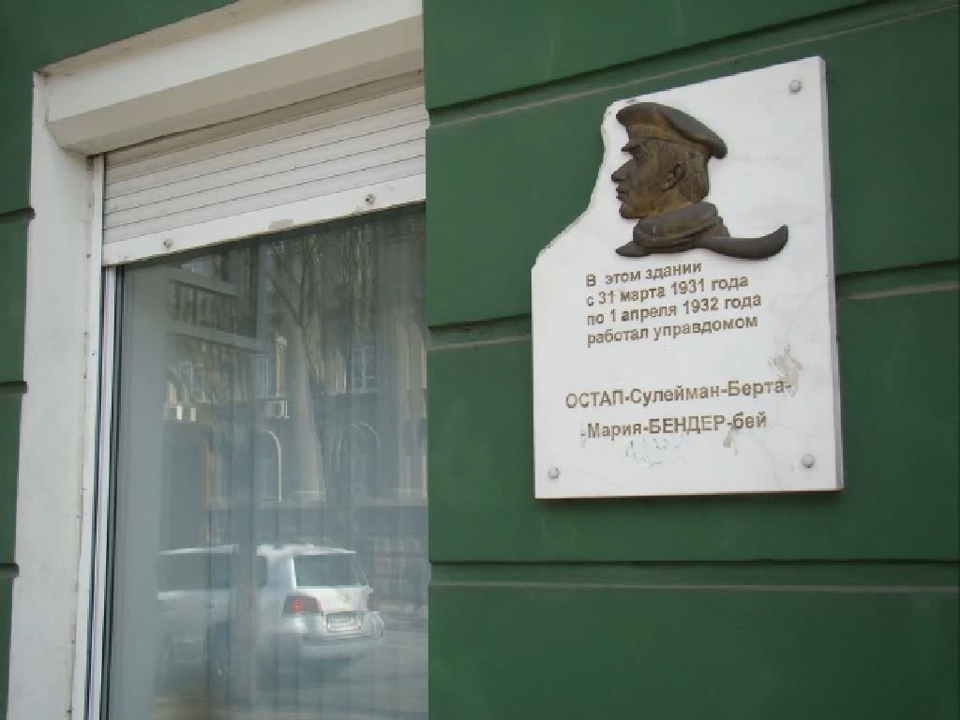 В этом здании
с 31 марта 1931 года
по 1 апреля 1932 года
работал управдомом
ОСТАП-Сулейман-Берта-
-Мария-БЕНДЕР-бей